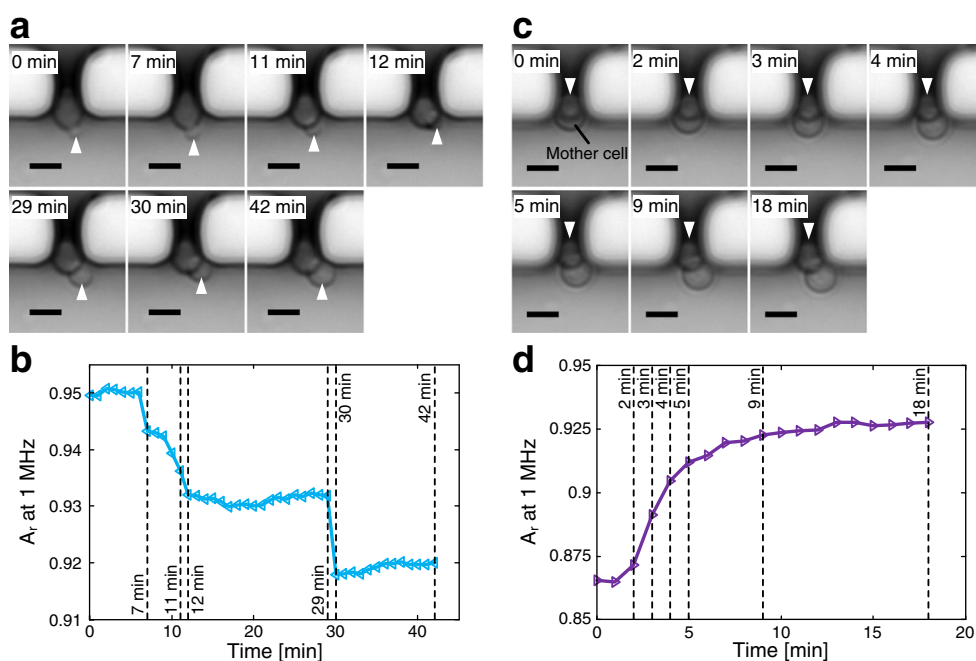 a
0 min
7 min
11 min
12 min
29 min
30 min
42 min
c
0 min
2 min
3 min
4 min
Mother cell
5 min
9 min
18 min
b
0.95
0.94
0.93
0.92
0.91
0
10
20
30
40
7 min
11 min
12 min
29 min
30 min
42 min
Aᵣ at 1 MHz
Time [min]
d
0.95
0.925
0.9
0.875
0.85
0
5
10
15
20
2 min
3 min
4 min
5 min
9 min
18 min
Aᵣ at 1 MHz
Time [min]